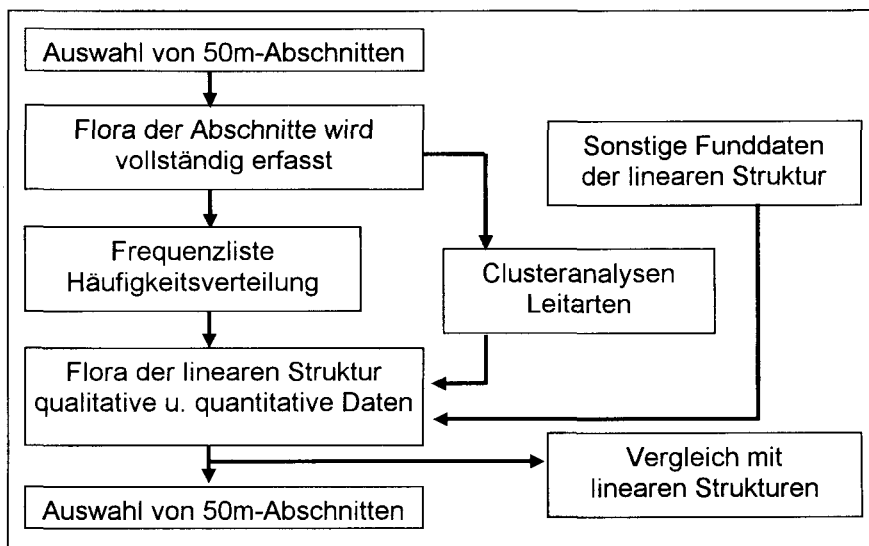 Auswahl von 50m-Abschnitten
Flora der Abschnitte wird
vollständig erfasst
Sonstige Funddaten
der linearen Struktur
Frequenzliste
Häufigkeitsverteilung
Clusteranalysen
Leitarten
Flora der linearen Struktur
qualitative u. quantitative Daten
Vergleich mit
linearen Strukturen
Auswahl von 50m-Abschnitten